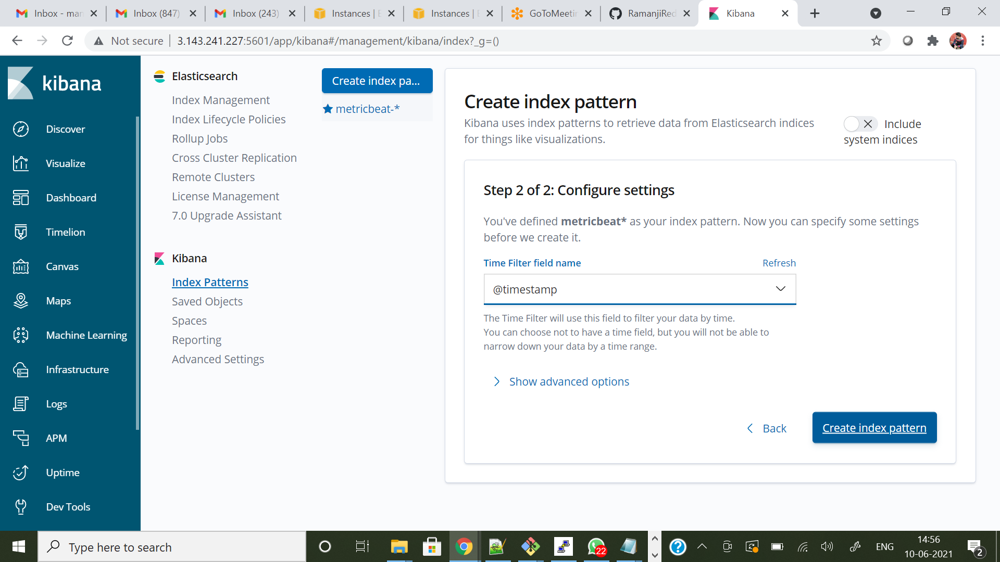 Inbox - man
Inbox (847)
Inbox (243)
Instances | E
Instances | E
GoToMeetin
RamanjiRed
Kibana
Not secure
3.143.241.227:5601/app/kibana#/management/kibana/index?_g=()
kibana
Discover
Visualize
Dashboard
Timelion
Canvas
Maps
Machine Learning
Infrastructure
Logs
APM
Uptime
Dev Tools
Elasticsearch
Index Management
Index Lifecycle Policies
Rollup Jobs
Cross Cluster Replication
Remote Clusters
License Management
7.0 Upgrade Assistant
Kibana
Index Patterns
Saved Objects
Spaces
Reporting
Advanced Settings
Create index pa...
metricbeat-*
Create index pattern
Kibana uses index patterns to retrieve data from Elasticsearch indices
for things like visualizations.
Include
system indices
Step 2 of 2: Configure settings
You've defined metricbeat* as your index pattern. Now you can specify some settings
before we create it.
Time Filter field name
Refresh
@timestamp
The Time Filter will use this field to filter your data by time.
You can choose not to have a time field, but you will not be able to
narrow down your data by a time range.
Show advanced options
Back
Create index pattern
Type here to search
22
ENG
14:56
10-06-2021
2